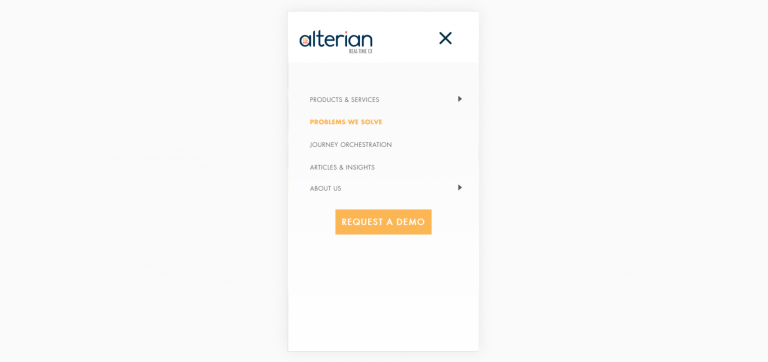 alterian
REAL TIME CX
PRODUCTS & SERVICES
PROBLEMS WE SOLVE
JOURNEY ORCHESTRATION
ARTICLES & INSIGHTS
ABOUT US
REQUEST A DEMO